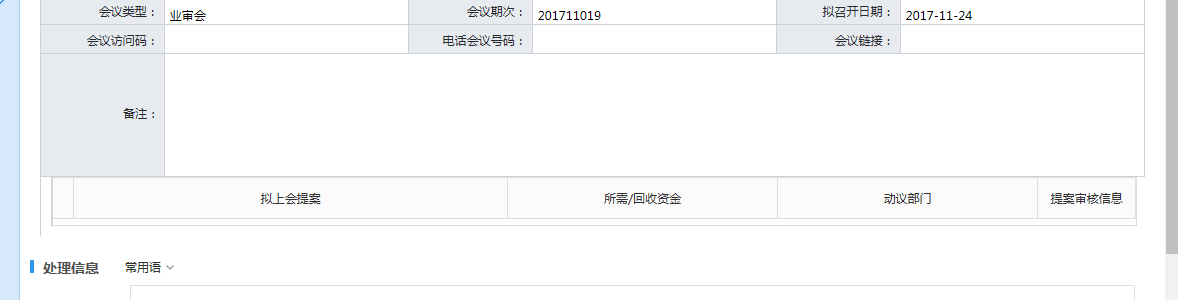 会议类型： 业审会 会议期次： 201711019 拟召开日期： 2017-11-24
会议访问码： 电话会议号码： 会议链接：
备注：
拟上会提案 所需/回收资金 动议部门 提案审核信息
处理信息 常用语